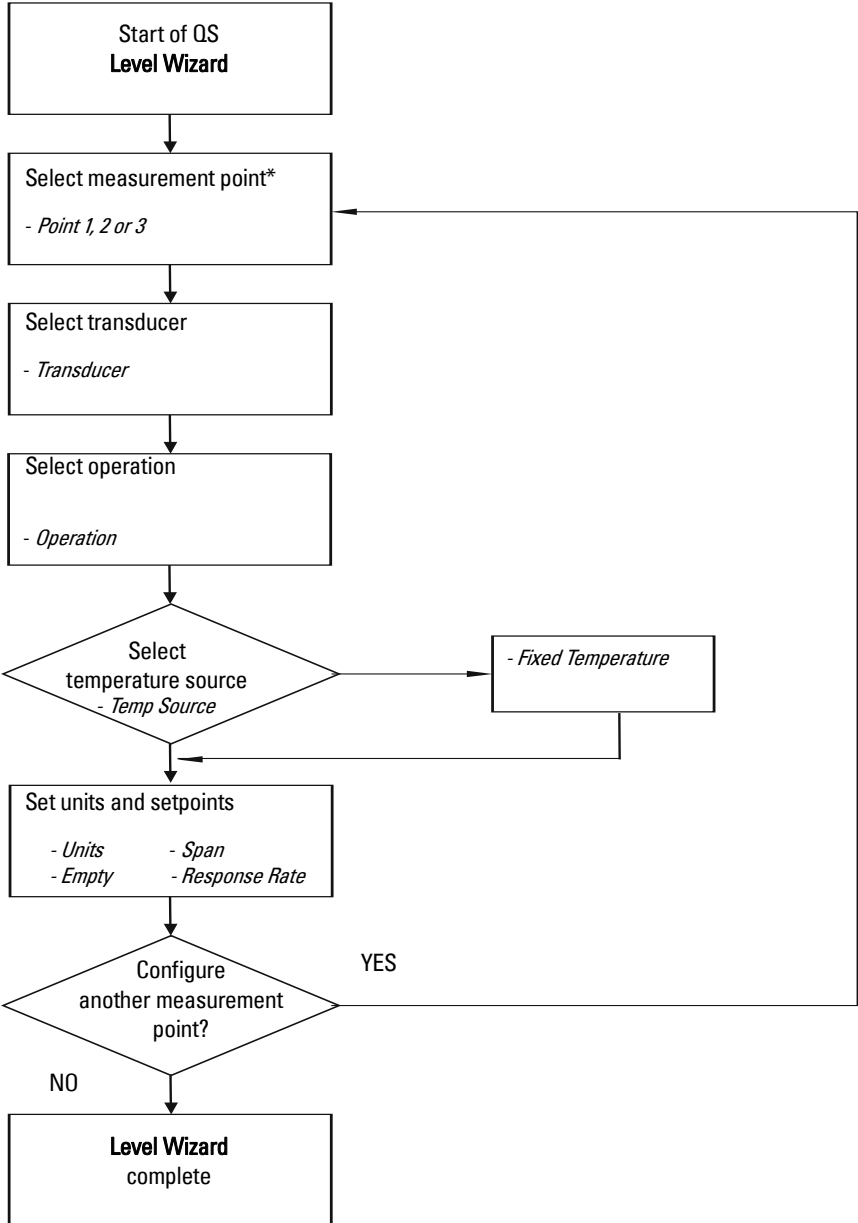 Start of QS
Level Wizard
Select measurement point*
- Point 1, 2 or 3
Select transducer
- Transducer
Select operation
- Operation
Select
temperature source
- Temp Source
- Fixed Temperature
Set units and setpoints
- Units - Span
- Empty - Response Rate
Configure
another measurement
point?
YES
NO
Level Wizard
complete